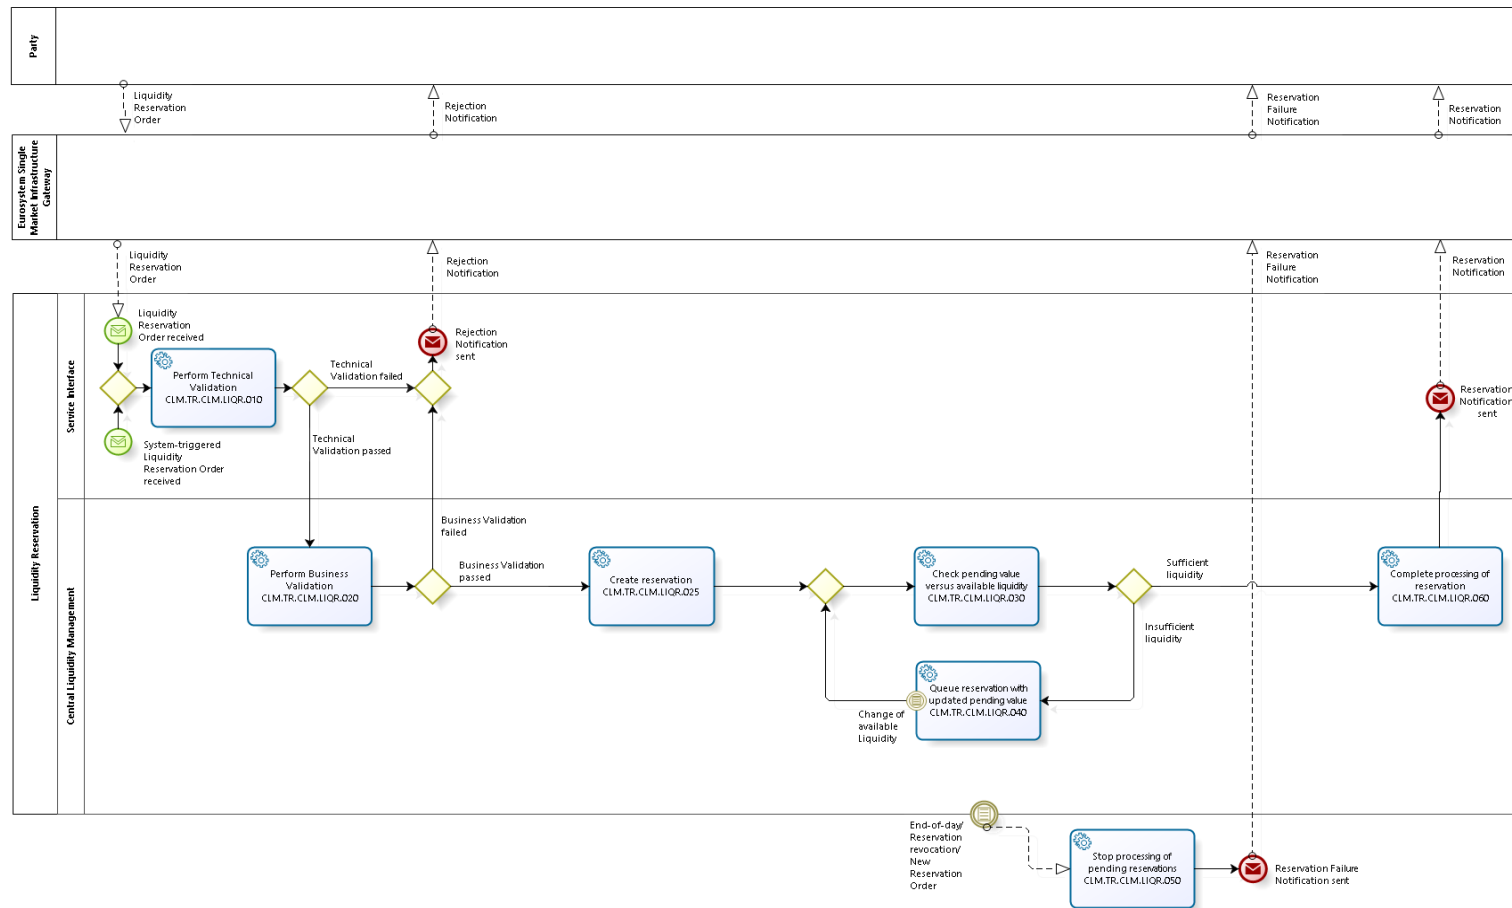 Party
Liquidity
Reservation
Order
Rejection
Notification
Reservation
Failure
Notification
Reservation
Notification
Eurosystem Single
Market Infrastructure
Gateway
Liquidity
Reservation
Order
Rejection
Notification
Reservation
Failure
Notification
Reservation
Notification
Liquidity Reservation
Service Interface
Liquidity
Reservation
Order received
Perform Technical
Validation
CLM.TR.CLM.LIQR.010
Technical
Validation failed
Rejection
Notification
sent
Technical
Validation passed
System-triggered
Liquidity
Reservation Order
received
Reservation
Notification
sent
Central Liquidity Management
Business Validation
failed
Perform Business
Validation
CLM.TR.CLM.LIQR.020
Business Validation
passed
Create reservation
CLM.TR.CLM.LIQR.025
Check pending value
versus available liquidity
CLM.TR.CLM.LIQR.030
Sufficient
liquidity
Insufficient
liquidity
Complete processing of
reservation
CLM.TR.CLM.LIQR.060
Queue reservation with
updated pending value
CLM.TR.CLM.LIQR.040
Change of
available
Liquidity
End-of-day/
Reservation
revocation/
New
Reservation
Order
Stop processing of
pending reservations
CLM.TR.CLM.LIQR.050
Reservation Failure
Notification sent